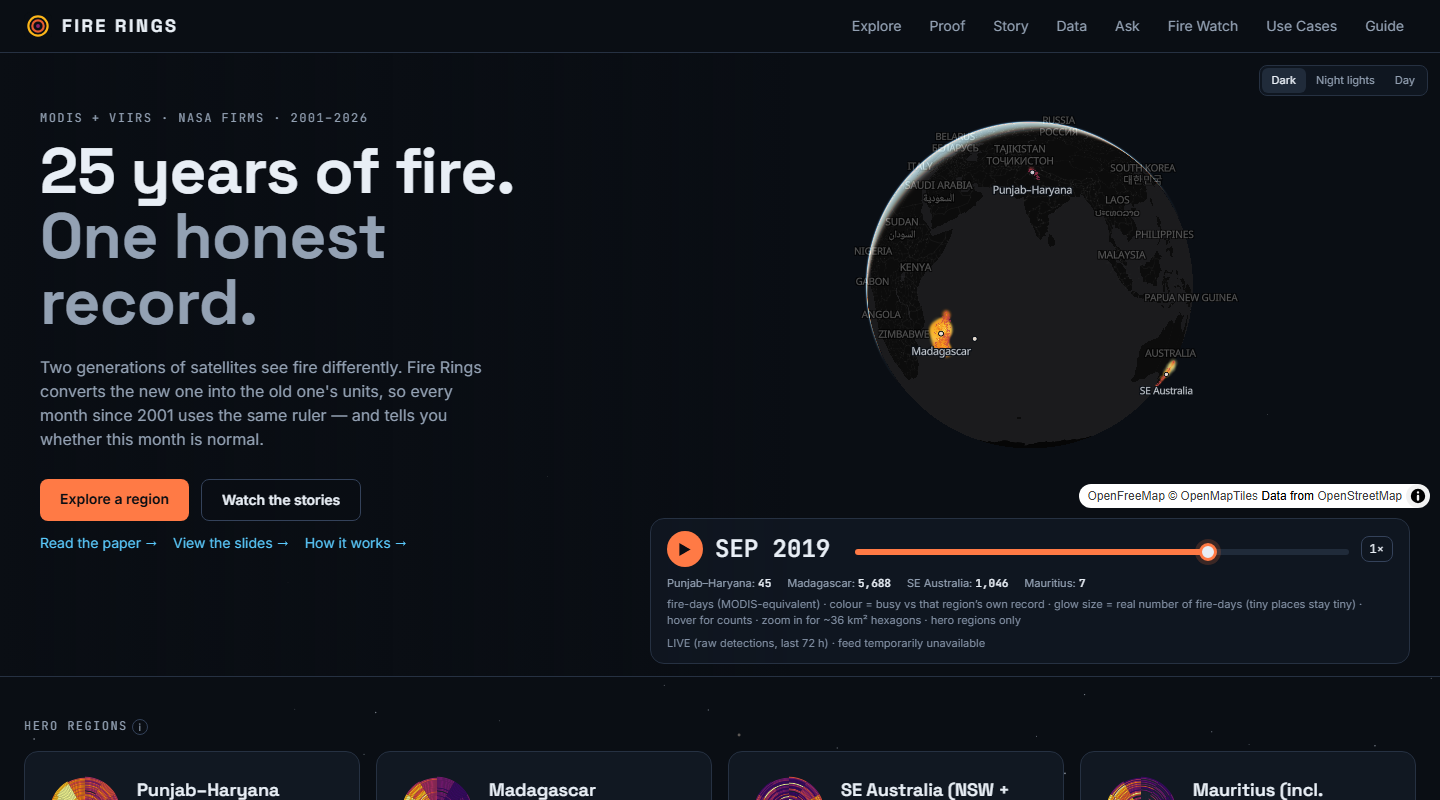 FIRE RINGS
Explore Proof Story Data Ask Fire Watch Use Cases Guide
Dark Night lights Day
MODIS + VIIRS · NASA FIRMS · 2001–2026
25 years of fire.
One honest
record.
Two generations of satellites see fire differently. Fire Rings
converts the new one into the old one's units, so every
month since 2001 uses the same ruler — and tells you
whether this month is normal.
Explore a region Watch the stories
Read the paper → View the slides → How it works →
RUSSIA
РОССИЯ
BELARUS
БЕЛАРУСЬ
TAJIKISTAN
ТОҶИКИСТОН
ITALY
SOUTH KOREA
대한민국
SAUDI ARABIA
السعودية
Punjab–Haryana
LAOS
ປະເທດລາວ
SUDAN
السودان
PHILIPPINES
NIGERIA
MALAYSIA
KENYA
GABON
PAPUA NEW GUINEA
ANGOLA
ZIMBABWE
Madagascar
AUSTRALIA
SE Australia
OpenFreeMap © OpenMapTiles Data from OpenStreetMap
SEP 2019
1×
Punjab–Haryana: 45 Madagascar: 5,688 SE Australia: 1,046 Mauritius: 7
fire-days (MODIS-equivalent) · colour = busy vs that region's own record · glow size = real number of fire-days (tiny places stay tiny) ·
hover for counts · zoom in for ~36 km² hexagons · hero regions only
LIVE (raw detections, last 72 h) · feed temporarily unavailable
HERO REGIONS
Punjab–Haryana
Madagascar
SE Australia (NSW +
Mauritius (incl.